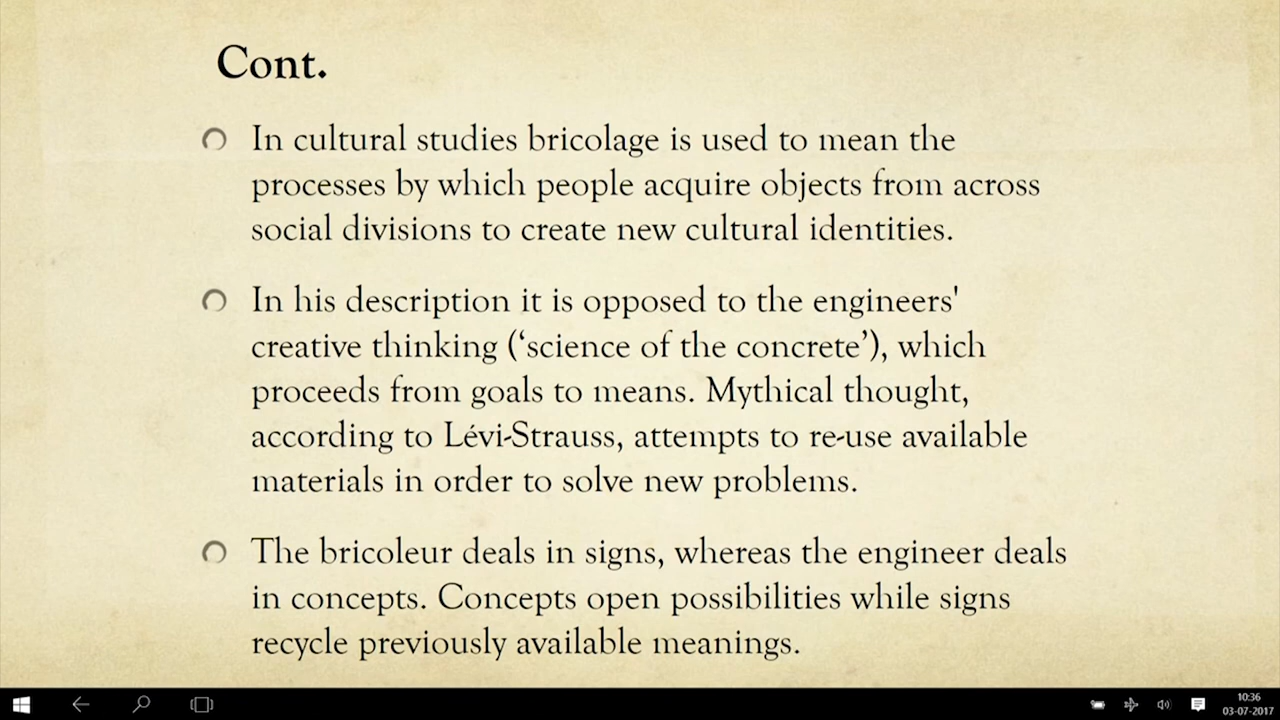 Cont.
In cultural studies bricolage is used to mean the
processes by which people acquire objects from across
social divisions to create new cultural identities.
In his description it is opposed to the engineers'
creative thinking (‘science of the concrete’), which
proceeds from goals to means. Mythical thought,
according to Lévi-Strauss, attempts to re-use available
materials in order to solve new problems.
The bricoleur deals in signs, whereas the engineer deals
in concepts. Concepts open possibilities while signs
recycle previously available meanings.
10:36
03-07-2017